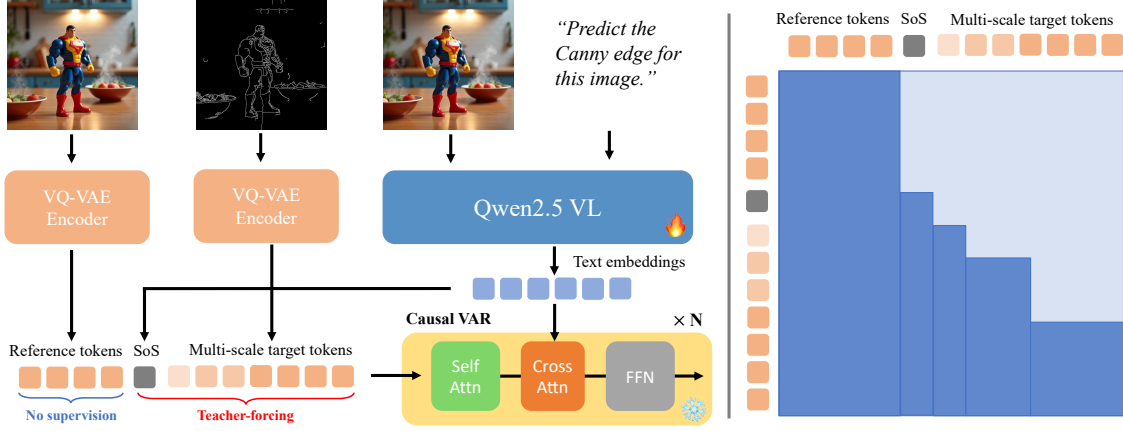 “Predict the
Canny edge for
this image.”
VQ-VAE
Encoder
VQ-VAE
Encoder
Qwen2.5 VL
Text embeddings
Causal VAR
× N
Reference tokens
SoS
Multi-scale target tokens
Self
Attn
Cross
Attn
FFN
No supervision
Teacher-forcing
Reference tokens
SoS
Multi-scale target tokens